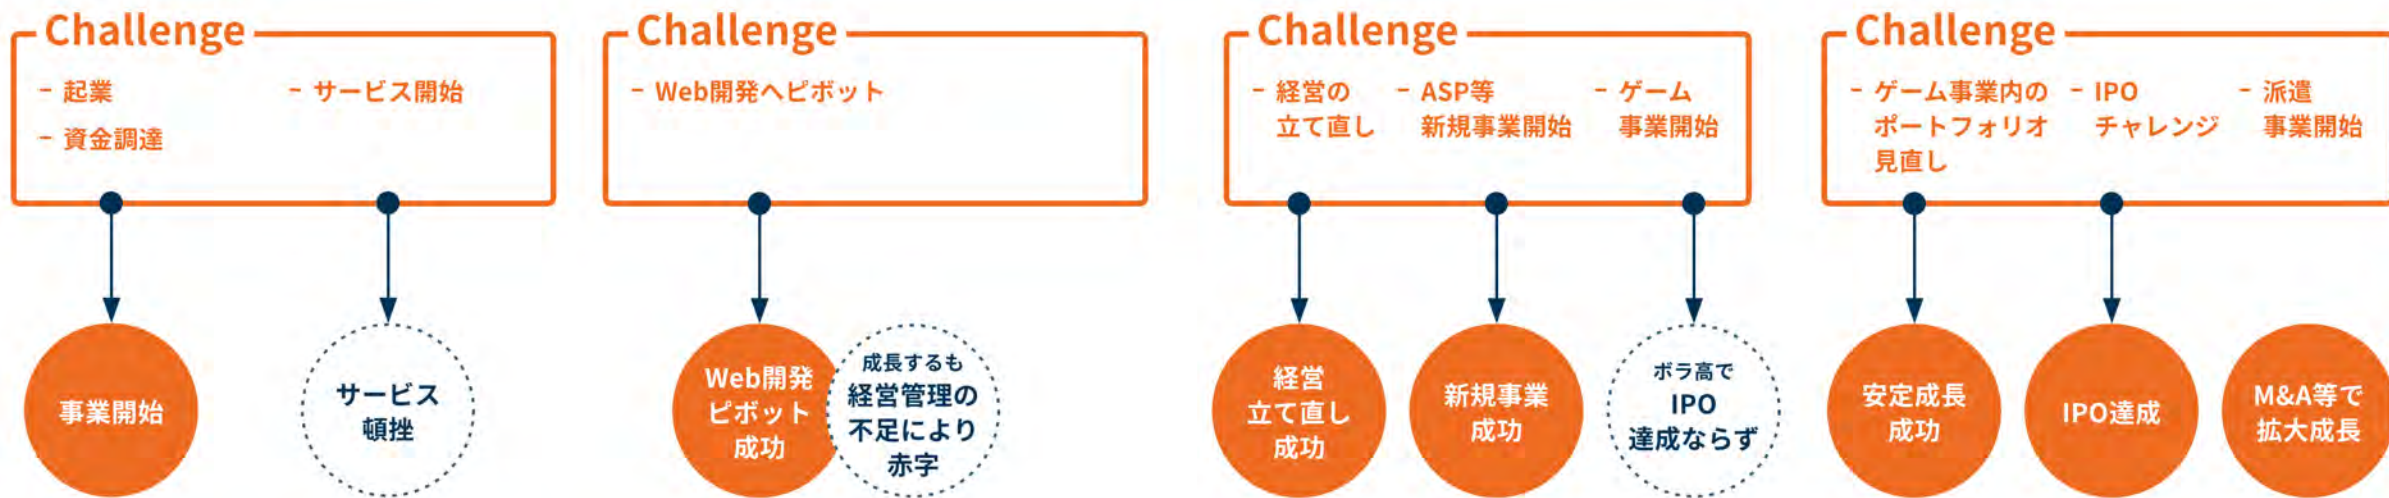 Challenge
- 起業
- 資金調達
- サービス開始
事業開始
サービス
頓挫
Challenge
- Web開発へピボット
Web開発
ピボット
成功
成長するも
経営管理の
不足により
赤字
Challenge
- 経営の
立て直し
- ASP等
新規事業開始
- ゲーム
事業開始
経営
立て直し
成功
新規事業
成功
ボラ高で
IPO
達成ならず
Challenge
- ゲーム事業内の
ポートフォリオ
見直し
- IPO
チャレンジ
- 派遣
事業開始
安定成長
成功
IPO達成
M&A等で
拡大成長